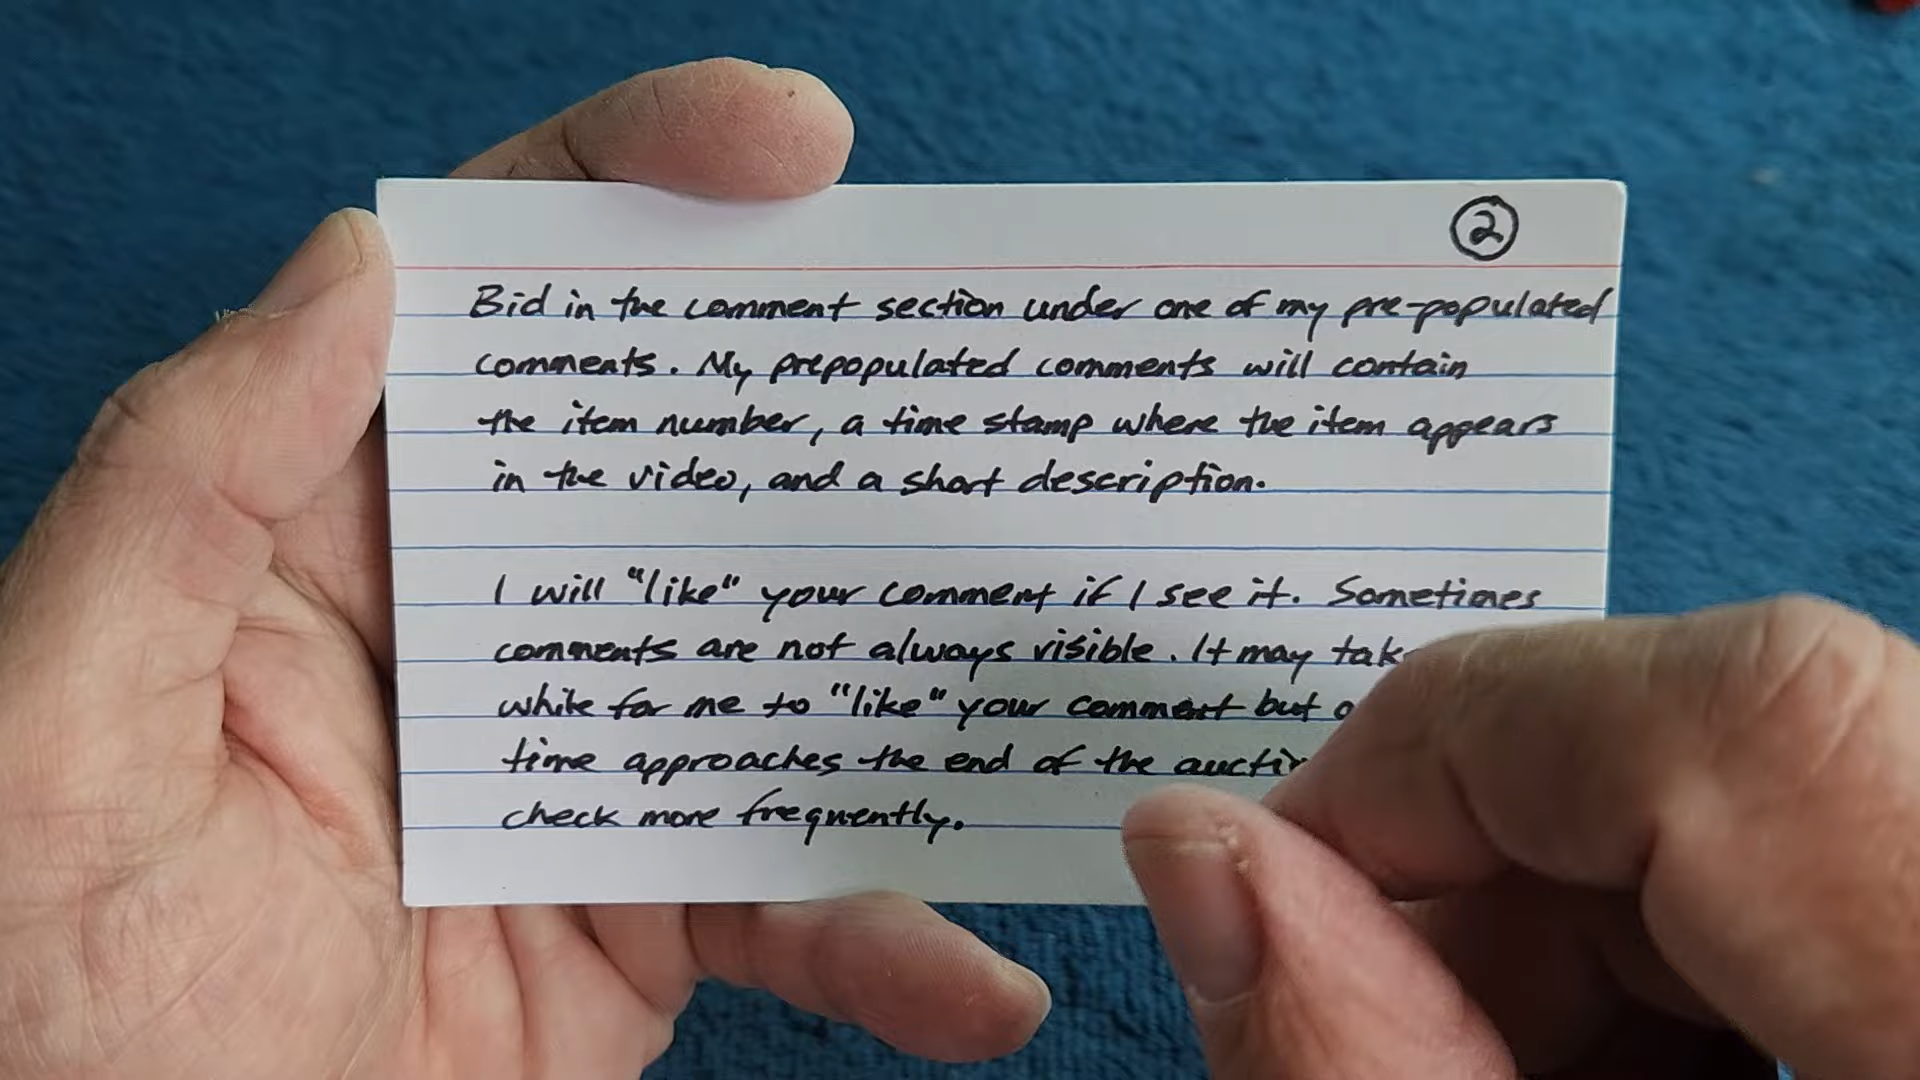 2
Bid in the comment section under one of my pre-populated
comments. My prepopulated comments will contain
the item number, a time stamp where the item appears
in the video, and a short description.
I will "like" your comment if I see it. Sometimes
comments are not always visible. It may
while for me to "like" your comment but
time approaches the end of the
check more frequently.